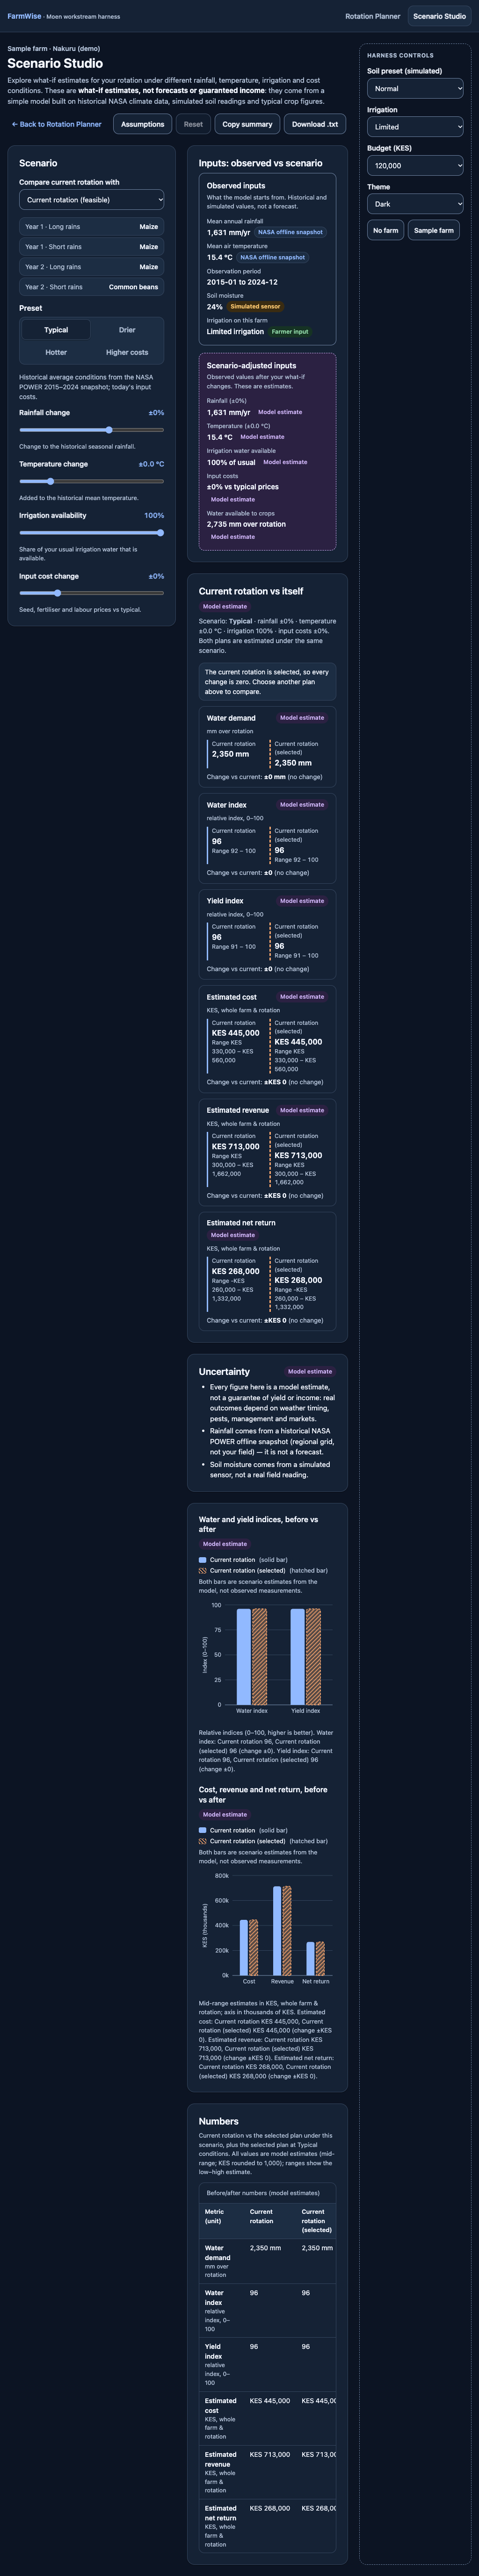 FarmWise · Moen workstream harness
Rotation Planner
Scenario Studio
Sample farm · Nakuru (demo)
Scenario Studio
Explore what-if estimates for your rotation under different rainfall, temperature, irrigation and cost
conditions. These are what-if estimates, not forecasts or guaranteed income: they come from a
simple model built on historical NASA climate data, simulated soil readings and typical crop figures.
← Back to Rotation Planner
Assumptions
Reset
Copy summary
Download .txt
Scenario
Compare current rotation with
Current rotation (feasible)
Year 1 · Long rains Maize
Year 1 · Short rains Maize
Year 2 · Long rains Maize
Year 2 · Short rains Common beans
Preset
Typical
Drier
Hotter
Higher costs
Historical average conditions from the NASA
POWER 2015–2024 snapshot; today's input
costs.
Rainfall change ±0%
Change to the historical seasonal rainfall.
Temperature change ±0.0 °C
Added to the historical mean temperature.
Irrigation availability 100%
Share of your usual irrigation water that is
available.
Input cost change ±0%
Seed, fertiliser and labour prices vs typical.
Inputs: observed vs scenario
Observed inputs
What the model starts from. Historical and
simulated values, not a forecast.
Mean annual rainfall
1,631 mm/yr NASA offline snapshot
Mean air temperature
15.4 °C NASA offline snapshot
Observation period
2015-01 to 2024-12
Soil moisture
24% Simulated sensor
Irrigation on this farm
Limited irrigation Farmer input
Scenario-adjusted inputs
Observed values after your what-if
changes. These are estimates.
Rainfall (±0%)
1,631 mm/yr Model estimate
Temperature (±0.0 °C)
15.4 °C Model estimate
Irrigation water available
100% of usual Model estimate
Input costs
±0% vs typical prices
Model estimate
Water available to crops
2,735 mm over rotation
Model estimate
Current rotation vs itself
Model estimate
Scenario: Typical · rainfall ±0% · temperature
±0.0 °C · irrigation 100% · input costs ±0%.
Both plans are estimated under the same
scenario.
The current rotation is selected, so every
change is zero. Choose another plan
above to compare.
Water demand Model estimate
mm over rotation
Current rotation
2,350 mm
Current rotation
(selected)
2,350 mm
Change vs current: ±0 mm (no change)
Water index Model estimate
relative index, 0–100
Current rotation
96
Range 92 – 100
Current rotation
(selected)
96
Range 92 – 100
Change vs current: ±0 (no change)
Yield index Model estimate
relative index, 0–100
Current rotation
96
Range 91 – 100
Current rotation
(selected)
96
Range 91 – 100
Change vs current: ±0 (no change)
Estimated cost Model estimate
KES, whole farm & rotation
Current rotation
KES 445,000
Range KES
330,000 – KES
560,000
Current rotation
(selected)
KES 445,000
Range KES
330,000 – KES
560,000
Change vs current: ±KES 0 (no change)
Estimated revenue Model estimate
KES, whole farm & rotation
Current rotation
KES 713,000
Range KES
300,000 – KES
1,662,000
Current rotation
(selected)
KES 713,000
Range KES
300,000 – KES
1,662,000
Change vs current: ±KES 0 (no change)
Estimated net return
Model estimate
KES, whole farm & rotation
Current rotation
KES 268,000
Range -KES
260,000 – KES
1,332,000
Current rotation
(selected)
KES 268,000
Range -KES
260,000 – KES
1,332,000
Change vs current: ±KES 0 (no change)
Uncertainty Model estimate
• Every figure here is a model estimate,
not a guarantee of yield or income: real
outcomes depend on weather timing,
pests, management and markets.
• Rainfall comes from a historical NASA
POWER offline snapshot (regional grid,
not your field) — it is not a forecast.
• Soil moisture comes from a simulated
sensor, not a real field reading.
Water and yield indices, before vs
after
Model estimate
Current rotation (solid bar)
Current rotation (selected) (hatched bar)
Both bars are scenario estimates from the
model, not observed measurements.
100
75
50
25
0
Index (0–100)
Water index
Yield index
Relative indices (0–100, higher is better). Water
index: Current rotation 96, Current rotation
(selected) 96 (change ±0). Yield index: Current
rotation 96, Current rotation (selected) 96
(change ±0).
Cost, revenue and net return, before
vs after
Model estimate
Current rotation (solid bar)
Current rotation (selected) (hatched bar)
Both bars are scenario estimates from the
model, not observed measurements.
800k
600k
400k
200k
0k
KES (thousands)
Cost
Revenue
Net return
Mid-range estimates in KES, whole farm &
rotation; axis in thousands of KES. Estimated
cost: Current rotation KES 445,000, Current
rotation (selected) KES 445,000 (change ±KES
0). Estimated revenue: Current rotation KES
713,000, Current rotation (selected) KES
713,000 (change ±KES 0). Estimated net return:
Current rotation KES 268,000, Current rotation
(selected) KES 268,000 (change ±KES 0).
Numbers
Current rotation vs the selected plan under this
scenario, plus the selected plan at Typical
conditions. All values are model estimates (mid-
range; KES rounded to 1,000); ranges show the
low–high estimate.
Before/after numbers (model estimates)
Metric
(unit)
Current
rotation
Current
rotation
(selected)
Water
demand
mm over
rotation
2,350 mm
2,350 mm
Water
index
relative
index, 0–
100
96
96
Yield
index
relative
index, 0–
100
96
96
Estimated
cost
KES, whole
farm &
rotation
KES 445,000
KES 445,00
Estimated
revenue
KES, whole
farm &
rotation
KES 713,000
KES 713,00
Estimated
net return
KES, whole
farm &
rotation
KES 268,000
KES 268,00
HARNESS CONTROLS
Soil preset (simulated)
Normal
Irrigation
Limited
Budget (KES)
120,000
Theme
Dark
No farm
Sample farm